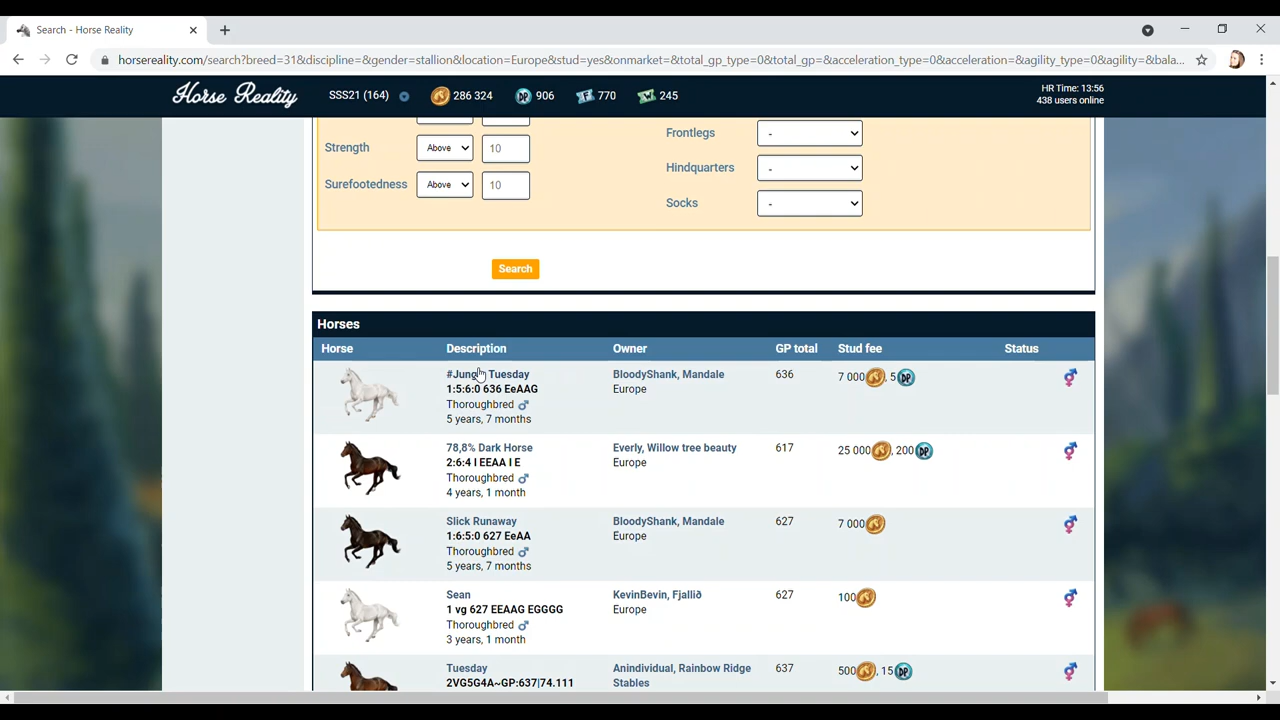 Search - Horse Reality
horsereality.com/search?breed=31&discipline=&gender=stallion&location=Europe&stud=yes&onmarket=&total_gp_type=0&total_gp=&acceleration_type=0&acceleration=&agility_type=0&agility=&bala...
Horse Reality SSS21 (164) 286 324 DP 906 770 245 HR Time: 13:56
438 users online
Frontlegs -
Strength Above 10
Hindquarters -
Surefootedness Above 10
Socks -
Search
Horses
Horse Description Owner GP total Stud fee Status
Tuesday BloodyShank, Mandale 636 7 000, 5 DP
1:5:6:0 636 EeAAG Europe
Thoroughbred
5 years, 7 months
78,8% Dark Horse Everly, Willow tree beauty 617 25 000, 200 DP
2:6:4 I EEAA I E Europe
Thoroughbred
4 years, 1 month
Slick Runaway BloodyShank, Mandale 627 7 000
1:6:5:0 627 EeAA Europe
Thoroughbred
5 years, 7 months
Sean KevinBevin, Fjallið 627 100
1 vg 627 EEAAG EGGGG Europe
Thoroughbred
3 years, 1 month
Tuesday Anindividual, Rainbow Ridge 637 500, 15 DP
2VG5G4A~GP:637|74.111 Stables